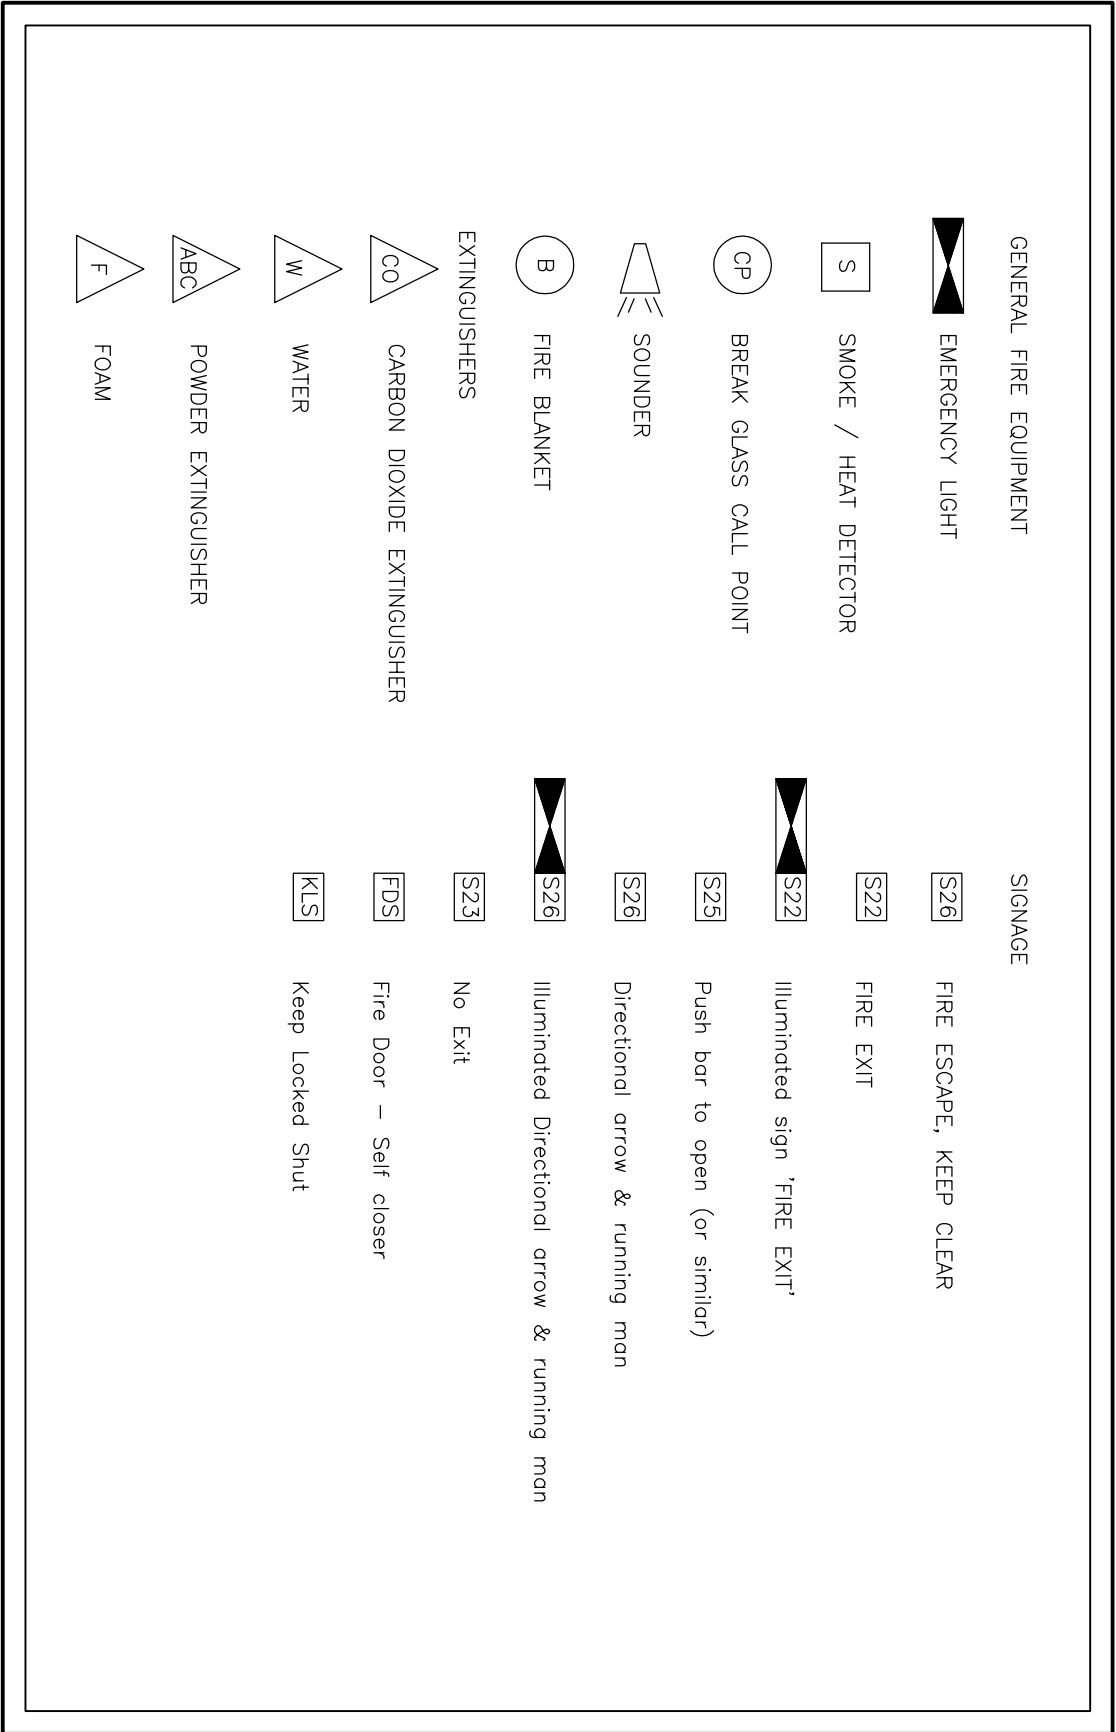 GENERAL FIRE EQUIPMENT
EMERGENCY LIGHT
S SMOKE / HEAT DETECTOR
CP BREAK GLASS CALL POINT
SOUNDER
B FIRE BLANKET
EXTINGUISHERS
CO CARBON DIOXIDE EXTINGUISHER
W WATER
ABC POWDER EXTINGUISHER
F FOAM
SIGNAGE
S26 FIRE ESCAPE, KEEP CLEAR
S22 FIRE EXIT
S22 Illuminated sign 'FIRE EXIT'
S25 Push bar to open (or similar)
S26 Directional arrow & running man
S26 Illuminated Directional arrow & running man
S23 No Exit
FDS Fire Door - Self closer
KLS Keep Locked Shut